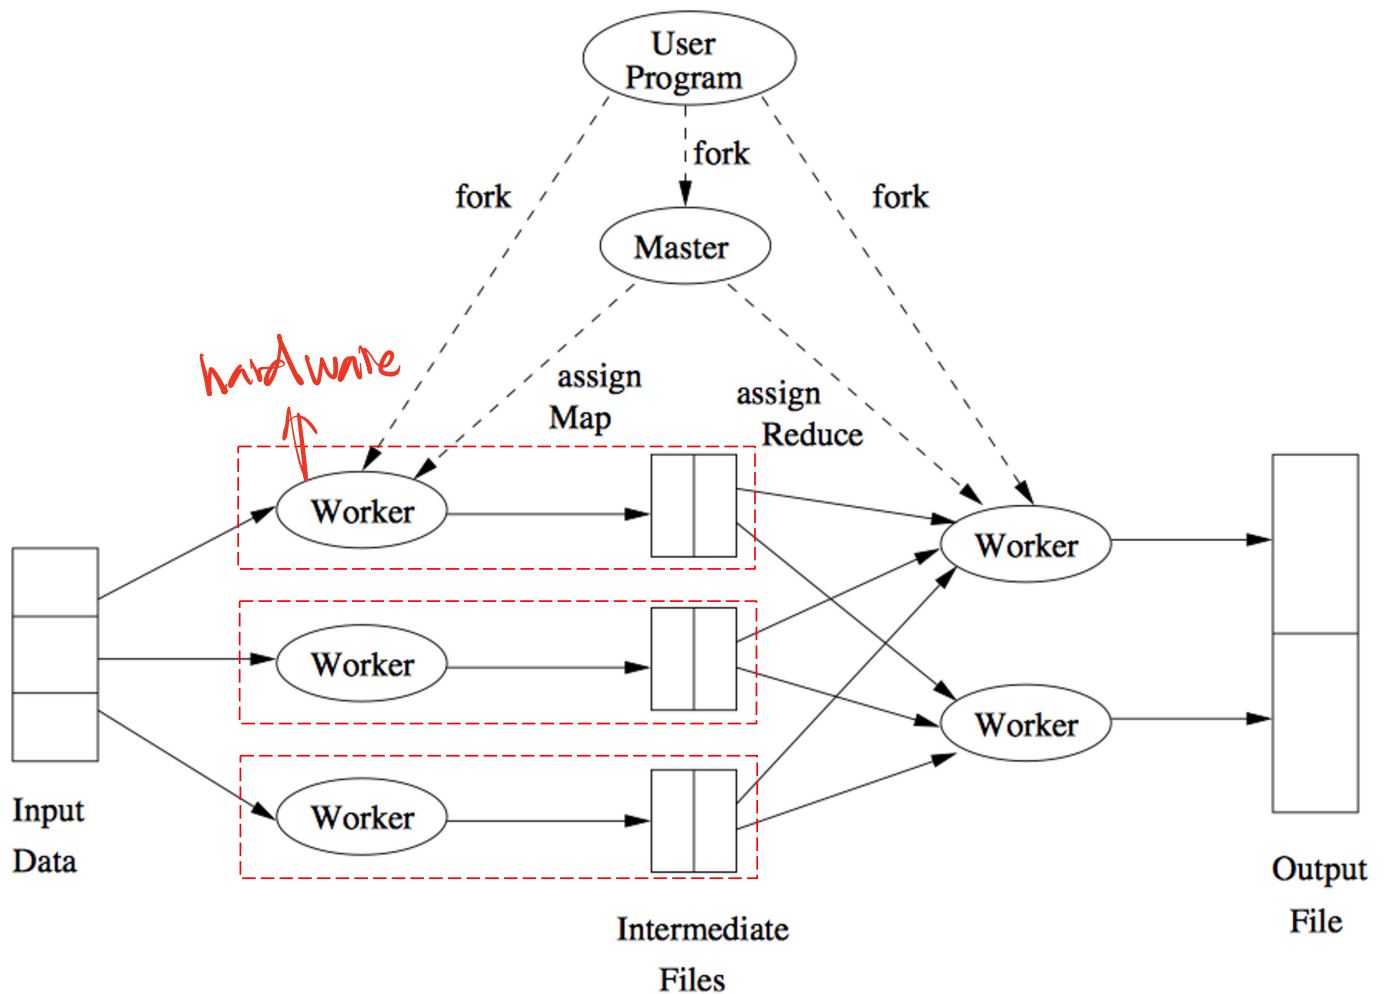 User
Program
fork
fork
fork
Master
hardware
assign
Map
assign
Reduce
Worker
Worker
Worker
Worker
Worker
Input
Data
Intermediate
Files
Output
File